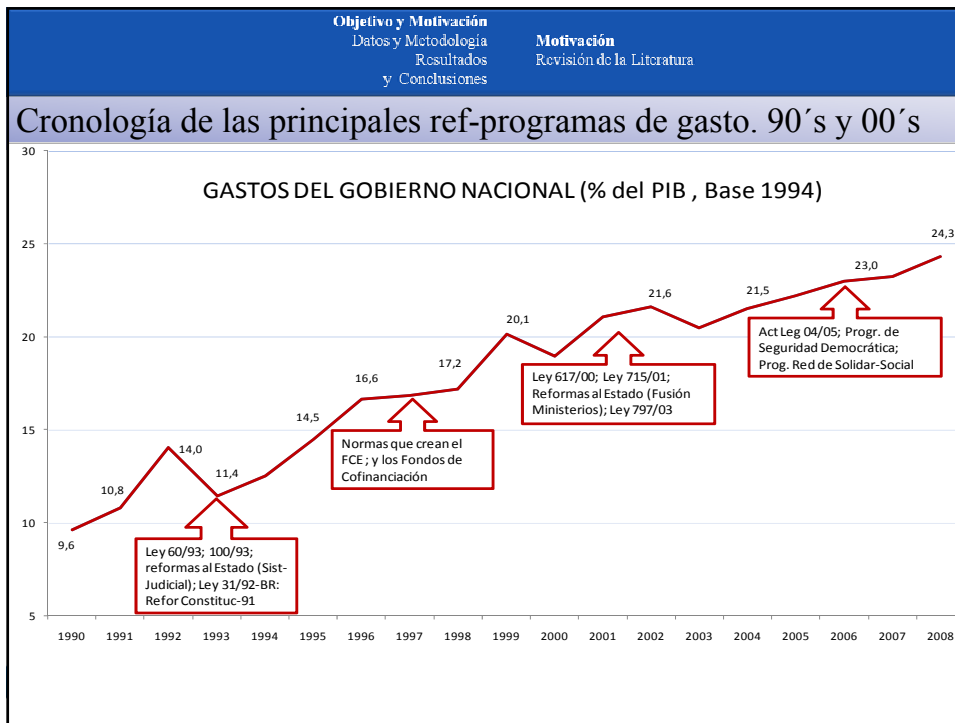 Objetivo y Motivación
Datos y Metodología
Resultados
y Conclusiones
Motivación
Revisión de la Literatura
Cronología de las principales ref-programas de gasto. 90´s y 00´s
GASTOS DEL GOBIERNO NACIONAL (% del PIB , Base 1994)
30
25
20
15
10
5
9,6
10,8
14,0
11,4
14,5
16,6
17,2
20,1
21,6
21,5
23,0
24,3
Ley 60/93; 100/93;
reformas al Estado (Sist-
Judicial); Ley 31/92-BR:
Refor Constituc-91
Normas que crean el
FCE ; y los Fondos de
Cofinanciación
Ley 617/00; Ley 715/01;
Reformas al Estado (Fusión
Ministerios); Ley 797/03
Act Leg 04/05; Progr. de
Seguridad Democrática;
Prog. Red de Solidar-Social
1990 1991 1992 1993 1994 1995 1996 1997 1998 1999 2000 2001 2002 2003 2004 2005 2006 2007 2008